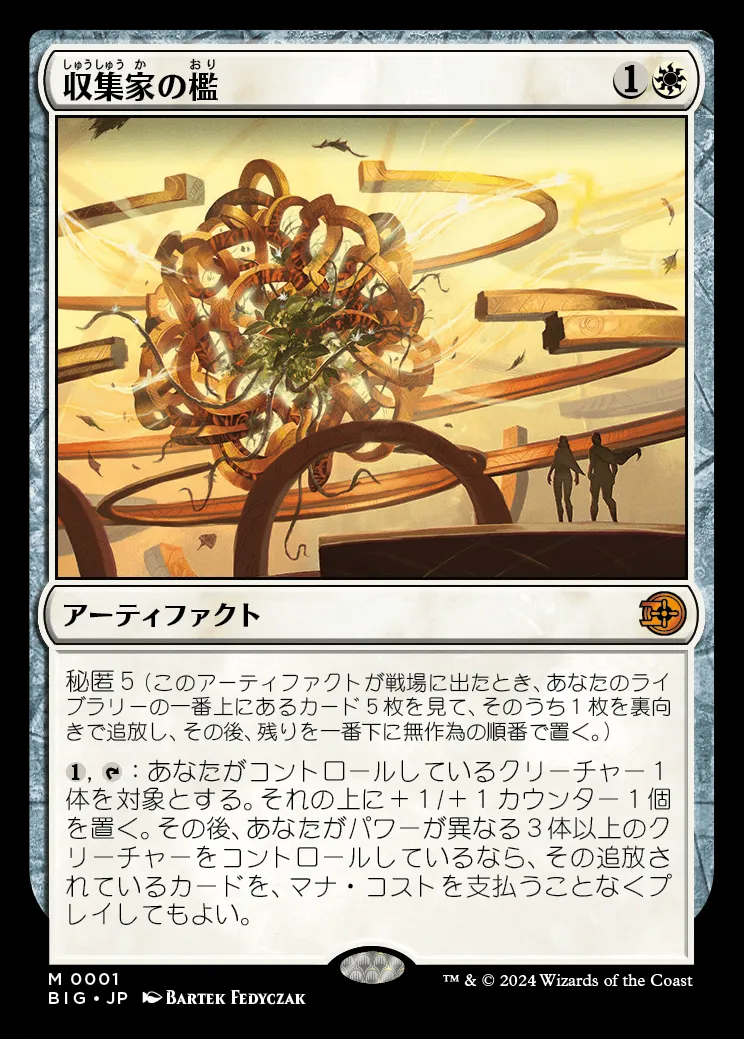 しゅうしゅう か おり
収集家の檻 1
アーティファクト
秘匿5(このアーティファクトが戦場に出たとき、あなたのライ
ブラリーの一番上にあるカード5枚を見て、そのうち1枚を裏向
きで追放し、その後、残りを一番下に無作為の順番で置く。)
1, :あなたがコントロールしているクリーチャー1
体を対象とする。それの上に+1/+1カウンター1個
を置く。その後、あなたがパワーが異なる3体以上のク
リーチャーをコントロールしているなら、その追放さ
れているカードを、マナ・コストを支払うことなくプ
レイしてもよい。
M 0001
BIG • JP BARTEK FEDYCZAK
™ & © 2024 Wizards of the Coast